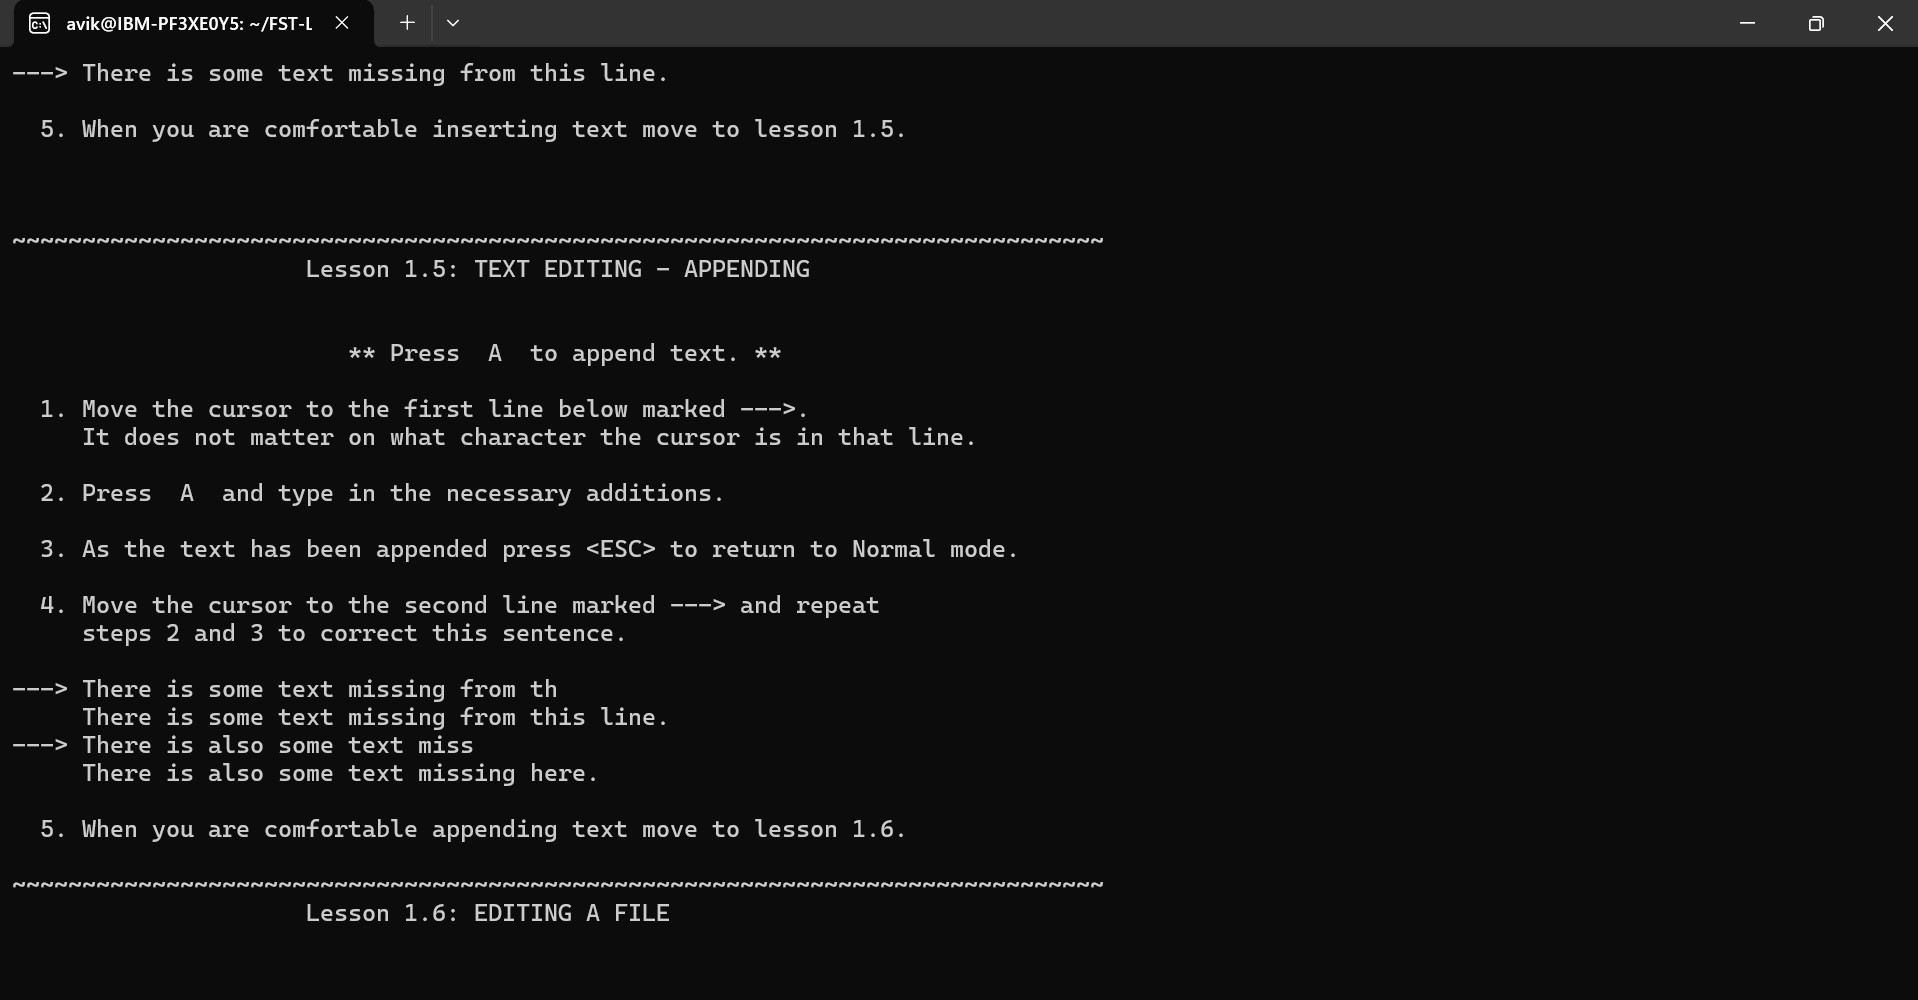 avik@IBM-PF3XE0Y5: ~/FST-L
---> There is some text missing from this line.
5. When you are comfortable inserting text move to lesson 1.5.
~~~~~~~~~~~~~~~~~~~~~~~~~~~~~~~~~~~~~~~~~~~~~~~~~~~~~~~~~~~~~~~~~~~~~~~~~~~~~~
Lesson 1.5: TEXT EDITING - APPENDING
** Press  A  to append text. **
1. Move the cursor to the first line below marked --->.
It does not matter on what character the cursor is in that line.
2. Press  A  and type in the necessary additions.
3. As the text has been appended press <ESC> to return to Normal mode.
4. Move the cursor to the second line marked ---> and repeat
steps 2 and 3 to correct this sentence.
---> There is some text missing from th
There is some text missing from this line.
---> There is also some text miss
There is also some text missing here.
5. When you are comfortable appending text move to lesson 1.6.
~~~~~~~~~~~~~~~~~~~~~~~~~~~~~~~~~~~~~~~~~~~~~~~~~~~~~~~~~~~~~~~~~~~~~~~~~~~~~~
Lesson 1.6: EDITING A FILE